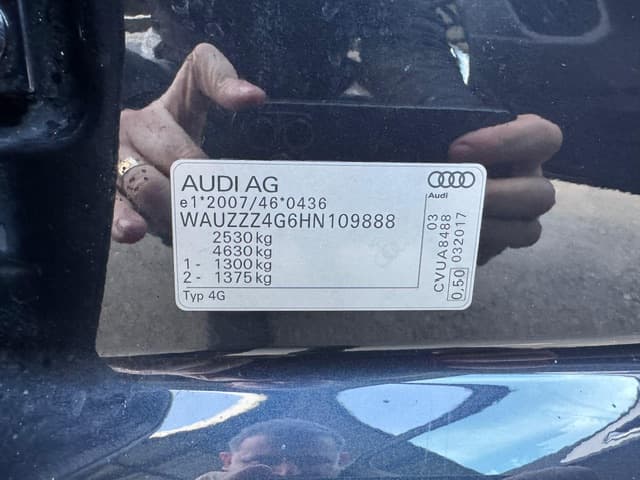 AUDI AG
e1*2007/46*0436
WAUZZZ4G6HN109888
2530kg
4630kg
1 - 1300kg
2 - 1375kg
Typ 4G
Audi
03
CVUA8488
0,50 032017